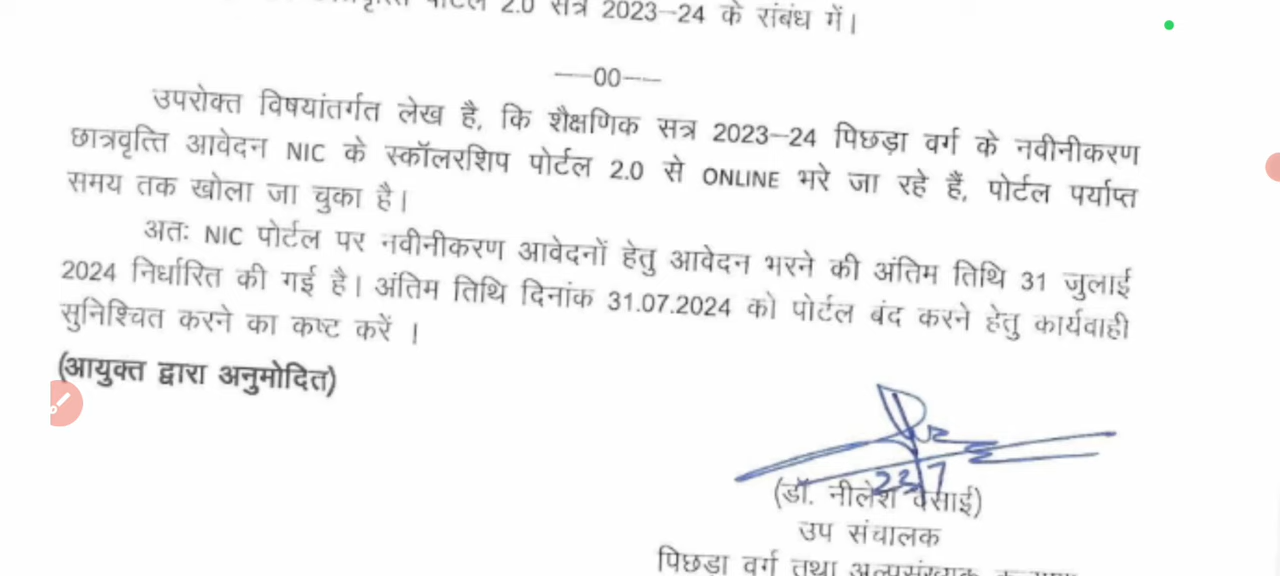 2.0 सत्र 2023–24 के संबंध में।
—–00—–
उपरोक्त विषयांतर्गत लेख है, कि शैक्षणिक सत्र 2023–24 पिछड़ा वर्ग के नवीनीकरण
छात्रवृत्ति आवेदन NIC के स्कॉलरशिप पोर्टल 2.0 से ONLINE भरे जा रहे हैं, पोर्टल पर्याप्त
समय तक खोला जा चुका है।
अतः NIC पोर्टल पर नवीनीकरण आवेदनों हेतु आवेदन भरने की अंतिम तिथि 31 जुलाई
2024 निर्धारित की गई है। अंतिम तिथि दिनांक 31.07.2024 को पोर्टल बंद करने हेतु कार्यवाही
सुनिश्चित करने का कष्ट करें ।
(आयुक्त द्वारा अनुमोदित)
23/7
(डॉ. नीलेश देसाई)
उप संचालक
पिछड़ा वर्ग तथा अल्पसंख्यक